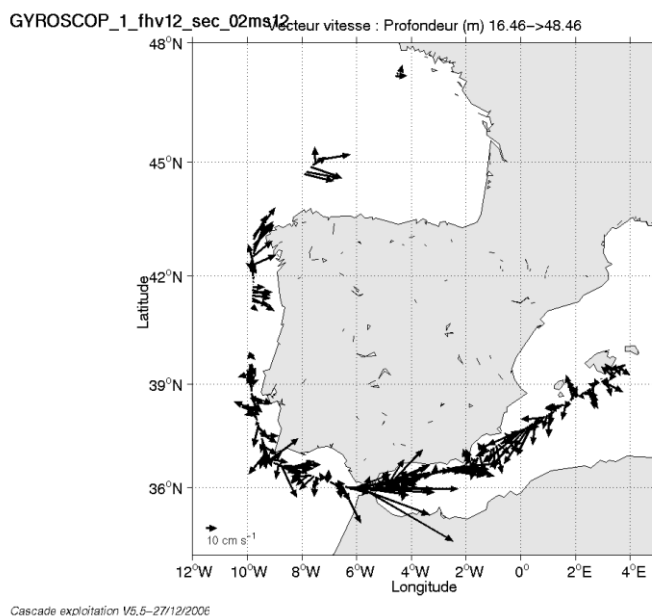 GYROSCOP_1_fhv12_sec_02ms12
Vecteur vitesse : Profondeur (m) 16.46->48.46
48°N
45°N
42°N
Latitude
39°N
36°N
10 cm s⁻¹
12°W 10°W 8°W 6°W 4°W 2°W 0° 2°E 4°E
Longitude
Cascade exploitation V5.5-27/12/2006